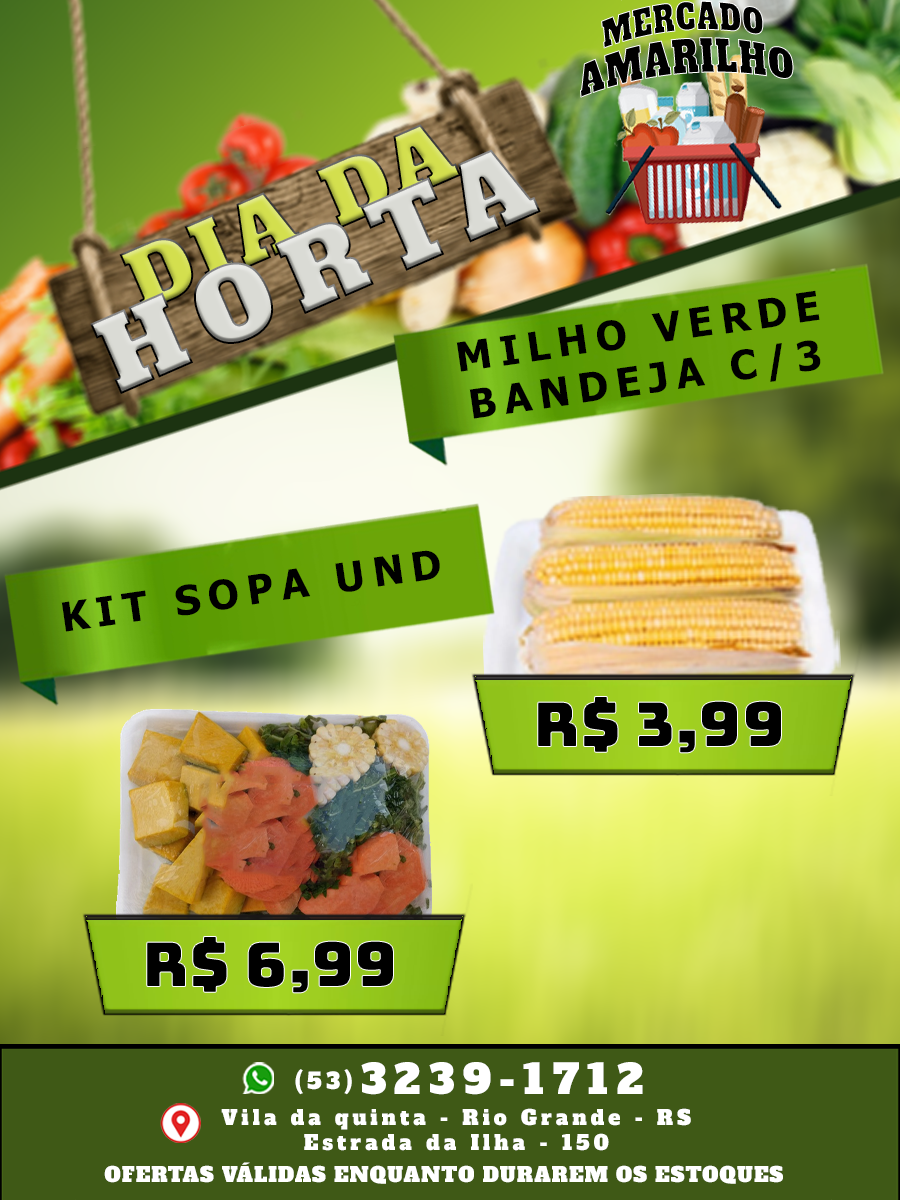 MERCADO
AMARILHO
DIA DA
HORTA
MILHO VERDE
BANDEJA C/3
KIT SOPA UND
R$ 3,99
R$ 6,99
(53) 3239-1712
Vila da quinta - Rio Grande - RS
Estrada da Ilha - 150
OFERTAS VÁLIDAS ENQUANTO DURAREM OS ESTOQUES